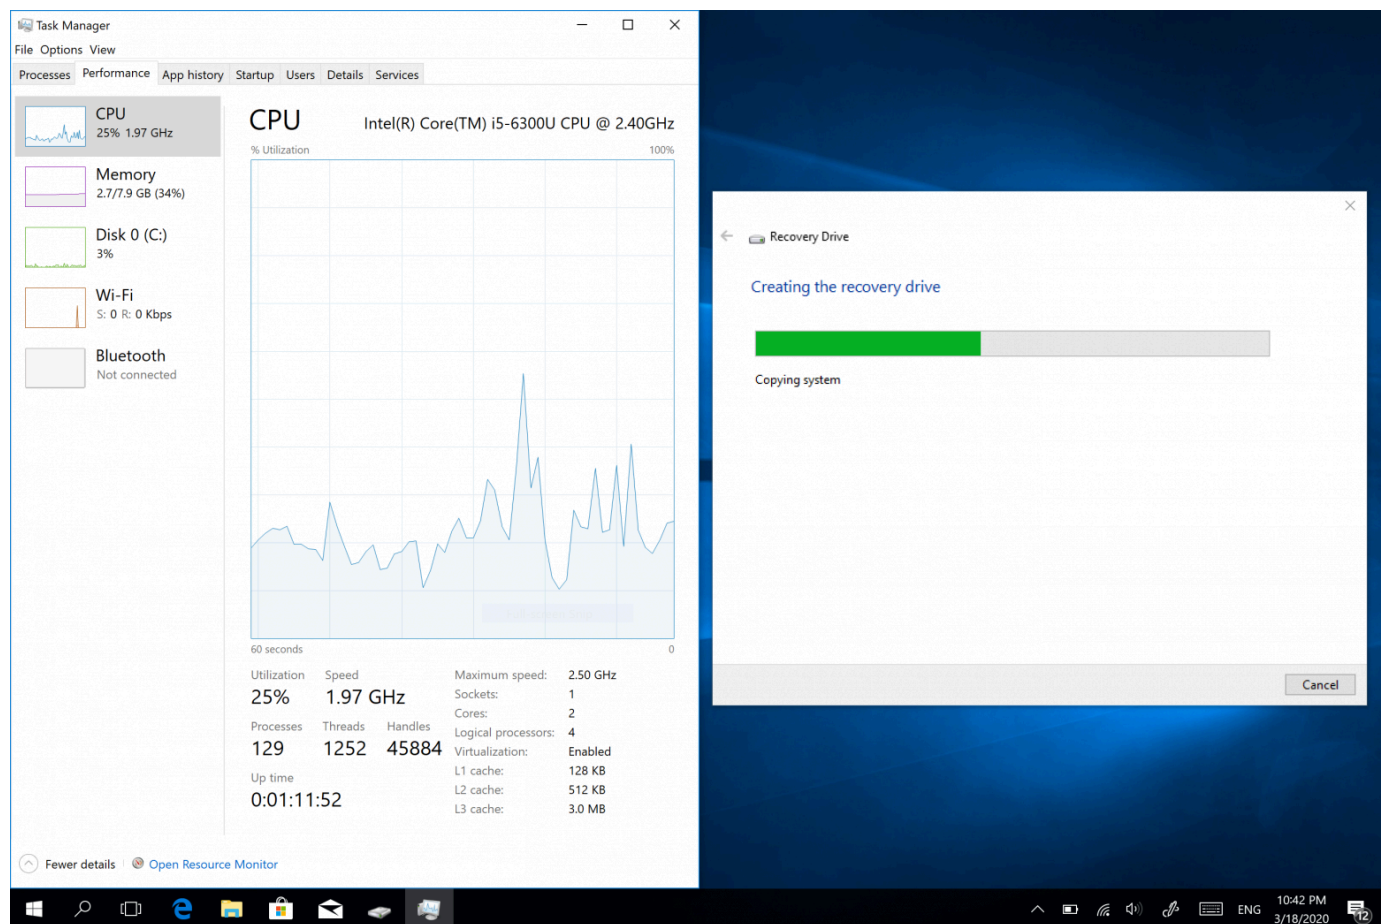 Task Manager
File Options View
Processes Performance App history Startup Users Details Services
CPU
25% 1.97 GHz
Memory
2.7/7.9 GB (34%)
Disk 0 (C:)
3%
Wi-Fi
S: 0 R: 0 Kbps
Bluetooth
Not connected
CPU
Intel(R) Core(TM) i5-6300U CPU @ 2.40GHz
% Utilization 100%
60 seconds 0
Utilization Speed
25% 1.97 GHz
Processes Threads Handles
129 1252 45884
Up time
0:01:11:52
Maximum speed: 2.50 GHz
Sockets: 1
Cores: 2
Logical processors: 4
Virtualization: Enabled
L1 cache: 128 KB
L2 cache: 512 KB
L3 cache: 3.0 MB
Fewer details Open Resource Monitor
Recovery Drive
Creating the recovery drive
Copying system
Cancel
ENG
10:42 PM
3/18/2020
12